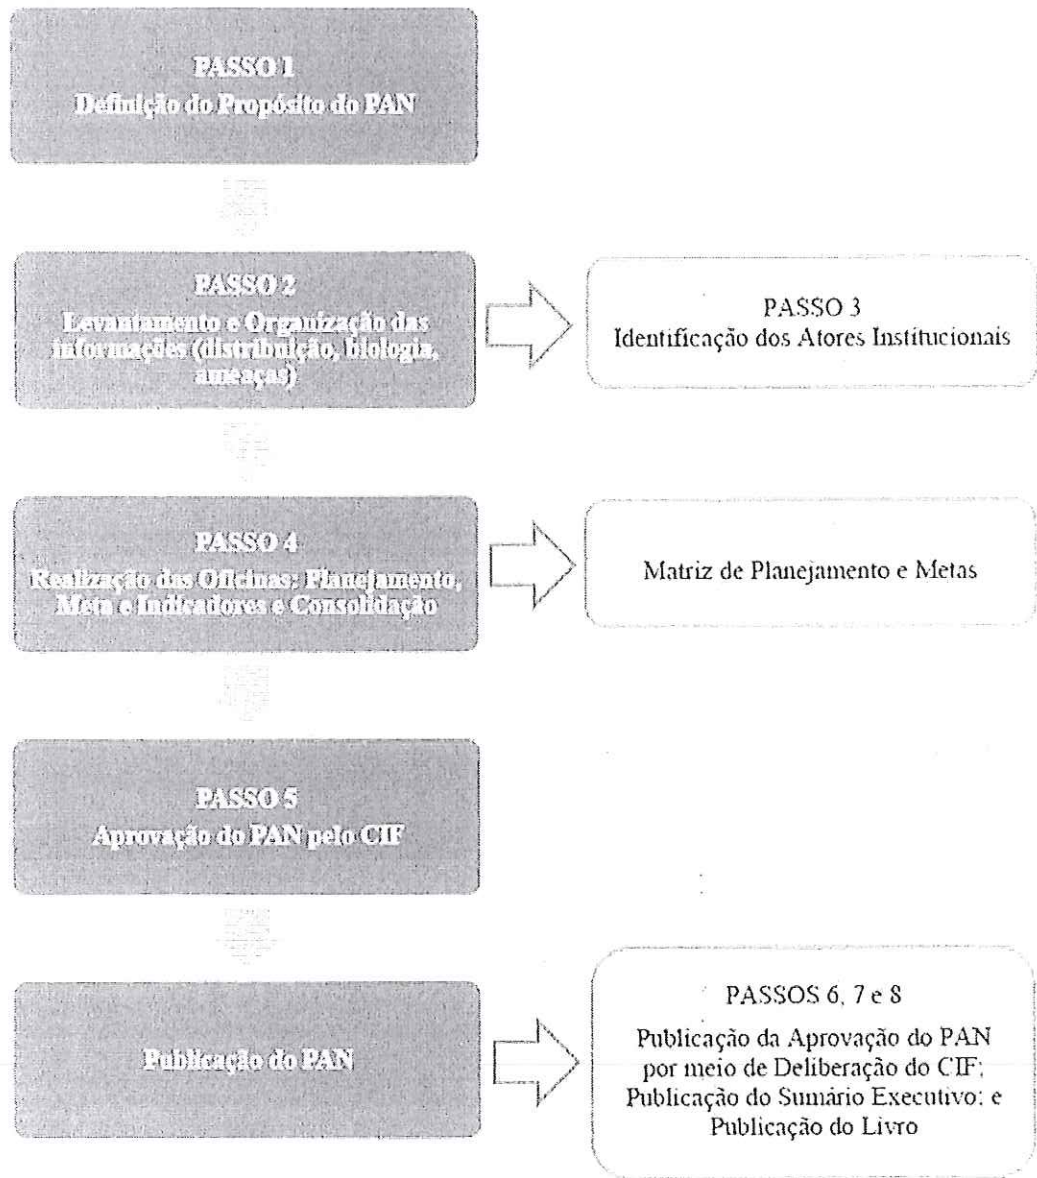 PASSO 1
Definição do Propósito do PAN
PASSO 2
Levantamento e Organização das
informações (distribuição, biologia,
ameaças)
PASSO 3
Identificação dos Atores Institucionais
PASSO 4
Realização das Oficinas: Planejamento,
Meta e Indicadores e Consolidação
Matriz de Planejamento e Metas
PASSO 5
Aprovação do PAN pelo CIF
Publicação do PAN
PASSOS 6, 7 e 8
Publicação da Aprovação do PAN
por meio de Deliberação do CIF;
Publicação do Sumário Executivo; e
Publicação do Livro